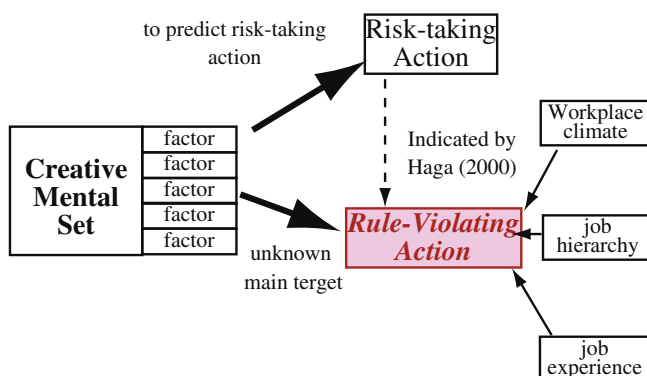 to predict risk-taking
action
Risk-taking
Action
Workplace
climate
Indicated by
Haga (2000)
Creative
Mental
Set
factor
factor
factor
factor
factor
Rule-Violating
Action
job
hierarchy
unknown
main terget
job
experience